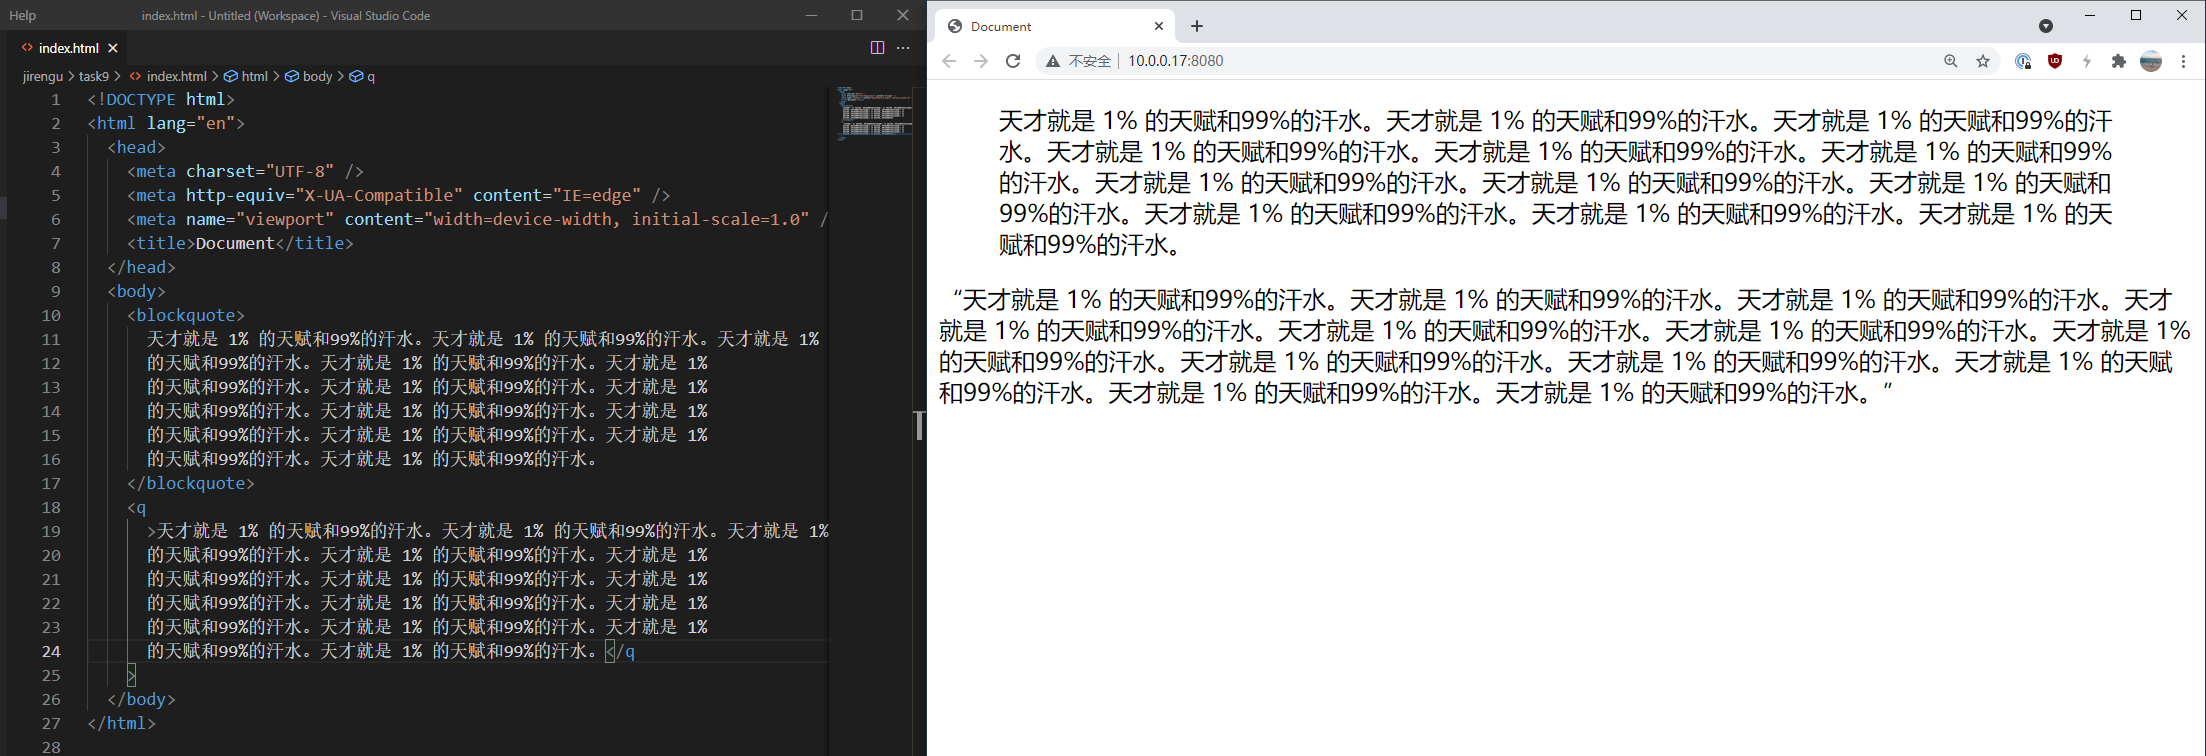 Help
index.html - Untitled (Workspace) - Visual Studio Code
index.html
jirengu > task9 > index.html > html > body > q
1 <!DOCTYPE html>
2 <html lang="en">
3 <head>
4 <meta charset="UTF-8" />
5 <meta http-equiv="X-UA-Compatible" content="IE=edge" />
6 <meta name="viewport" content="width=device-width, initial-scale=1.0" /
7 <title>Document</title>
8 </head>
9 <body>
10 <blockquote>
11 天才就是 1% 的天赋和99%的汗水。天才就是 1% 的天赋和99%的汗水。天才就是 1%
12 的天赋和99%的汗水。天才就是 1% 的天赋和99%的汗水。天才就是 1%
13 的天赋和99%的汗水。天才就是 1% 的天赋和99%的汗水。天才就是 1%
14 的天赋和99%的汗水。天才就是 1% 的天赋和99%的汗水。天才就是 1%
15 的天赋和99%的汗水。天才就是 1% 的天赋和99%的汗水。天才就是 1%
16 的天赋和99%的汗水。天才就是 1% 的天赋和99%的汗水。
17 </blockquote>
18 <q
19 >天才就是 1% 的天赋和99%的汗水。天才就是 1% 的天赋和99%的汗水。天才就是 1%
20 的天赋和99%的汗水。天才就是 1% 的天赋和99%的汗水。天才就是 1%
21 的天赋和99%的汗水。天才就是 1% 的天赋和99%的汗水。天才就是 1%
22 的天赋和99%的汗水。天才就是 1% 的天赋和99%的汗水。天才就是 1%
23 的天赋和99%的汗水。天才就是 1% 的天赋和99%的汗水。天才就是 1%
24 的天赋和99%的汗水。天才就是 1% 的天赋和99%的汗水。</q
25 >
26 </body>
27 </html>
28
Document
不安全 | 10.0.0.17:8080
天才就是 1% 的天赋和99%的汗水。天才就是 1% 的天赋和99%的汗水。天才就是 1% 的天赋和99%的汗
水。天才就是 1% 的天赋和99%的汗水。天才就是 1% 的天赋和99%的汗水。天才就是 1% 的天赋和99%
的汗水。天才就是 1% 的天赋和99%的汗水。天才就是 1% 的天赋和99%的汗水。天才就是 1% 的天赋和
99%的汗水。天才就是 1% 的天赋和99%的汗水。天才就是 1% 的天赋和99%的汗水。天才就是 1% 的天
赋和99%的汗水。
“天才就是 1% 的天赋和99%的汗水。天才就是 1% 的天赋和99%的汗水。天才就是 1% 的天赋和99%的汗水。天才
就是 1% 的天赋和99%的汗水。天才就是 1% 的天赋和99%的汗水。天才就是 1% 的天赋和99%的汗水。天才就是 1%
的天赋和99%的汗水。天才就是 1% 的天赋和99%的汗水。天才就是 1% 的天赋和99%的汗水。天才就是 1% 的天赋
和99%的汗水。天才就是 1% 的天赋和99%的汗水。天才就是 1% 的天赋和99%的汗水。”